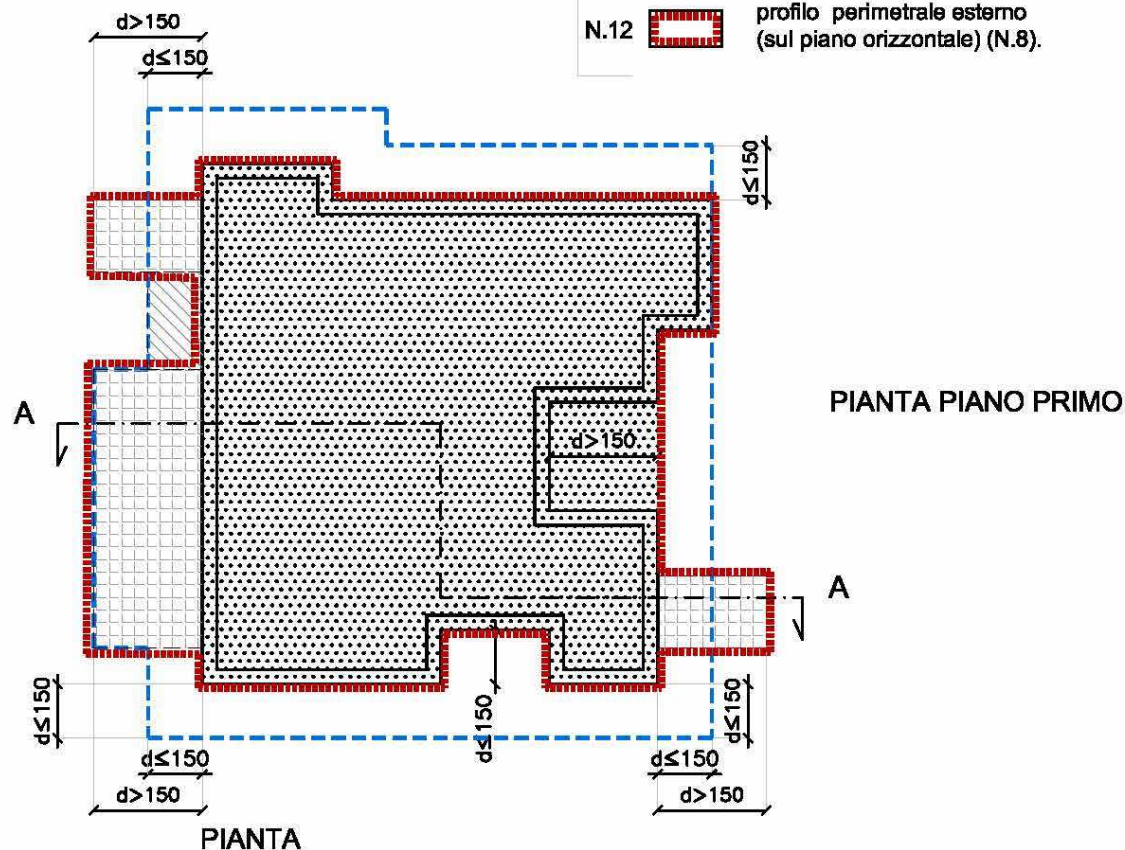 d>150
d≤150
N.12
profilo perimetrale esterno
(sul piano orizzontale) (N.8).
d≤150
A
PIANTA PIANO PRIMO
d>150
A
d≤150
d≤150
d≤150
d≤150
d≤150
d>150
d>150
PIANTA